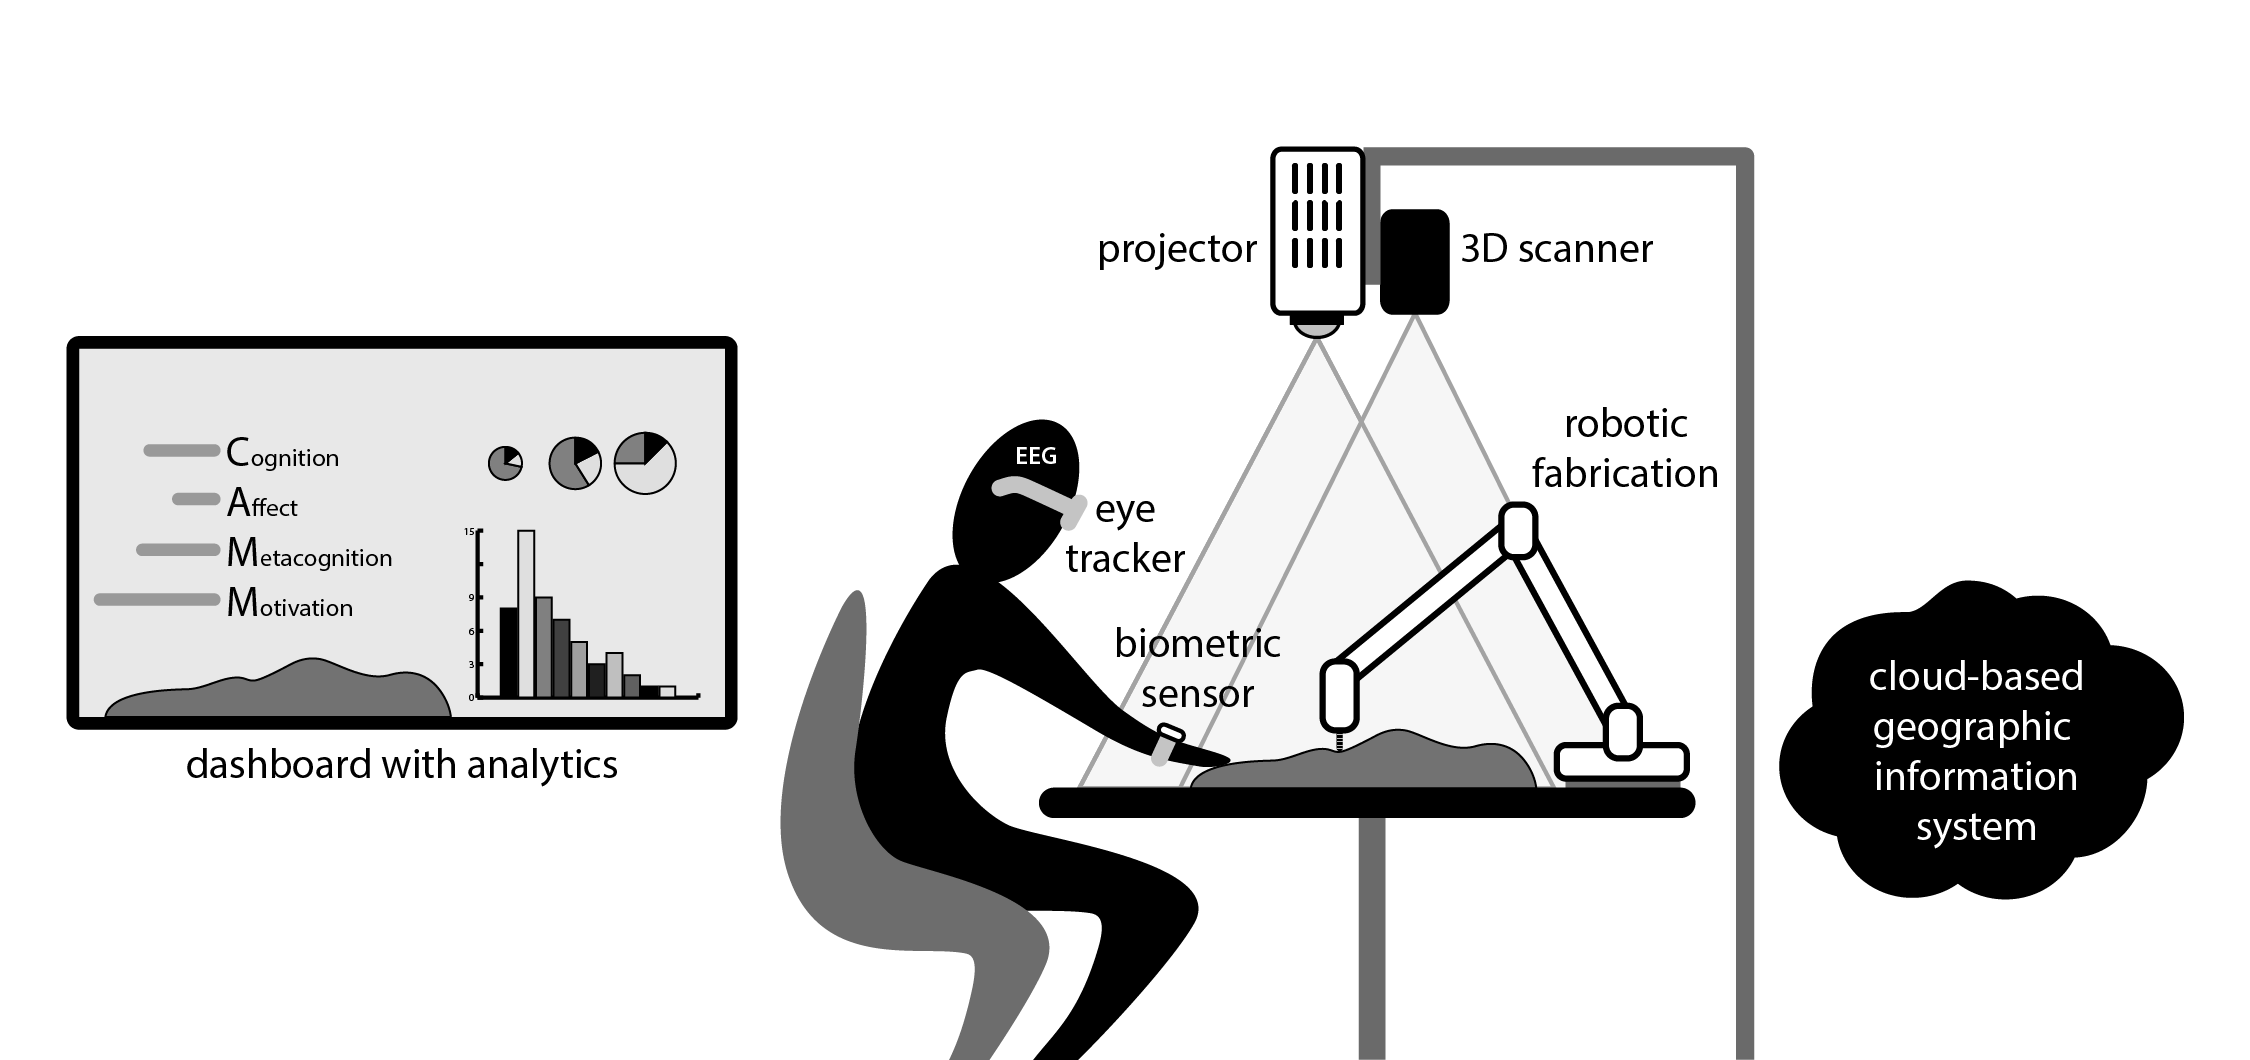 projector
3D scanner
robotic
fabrication
EEG
eye
tracker
biometric
sensor
Cognition
Affect
Metacognition
Motivation
15
9
6
3
0
dashboard with analytics
cloud-based
geographic
information
system